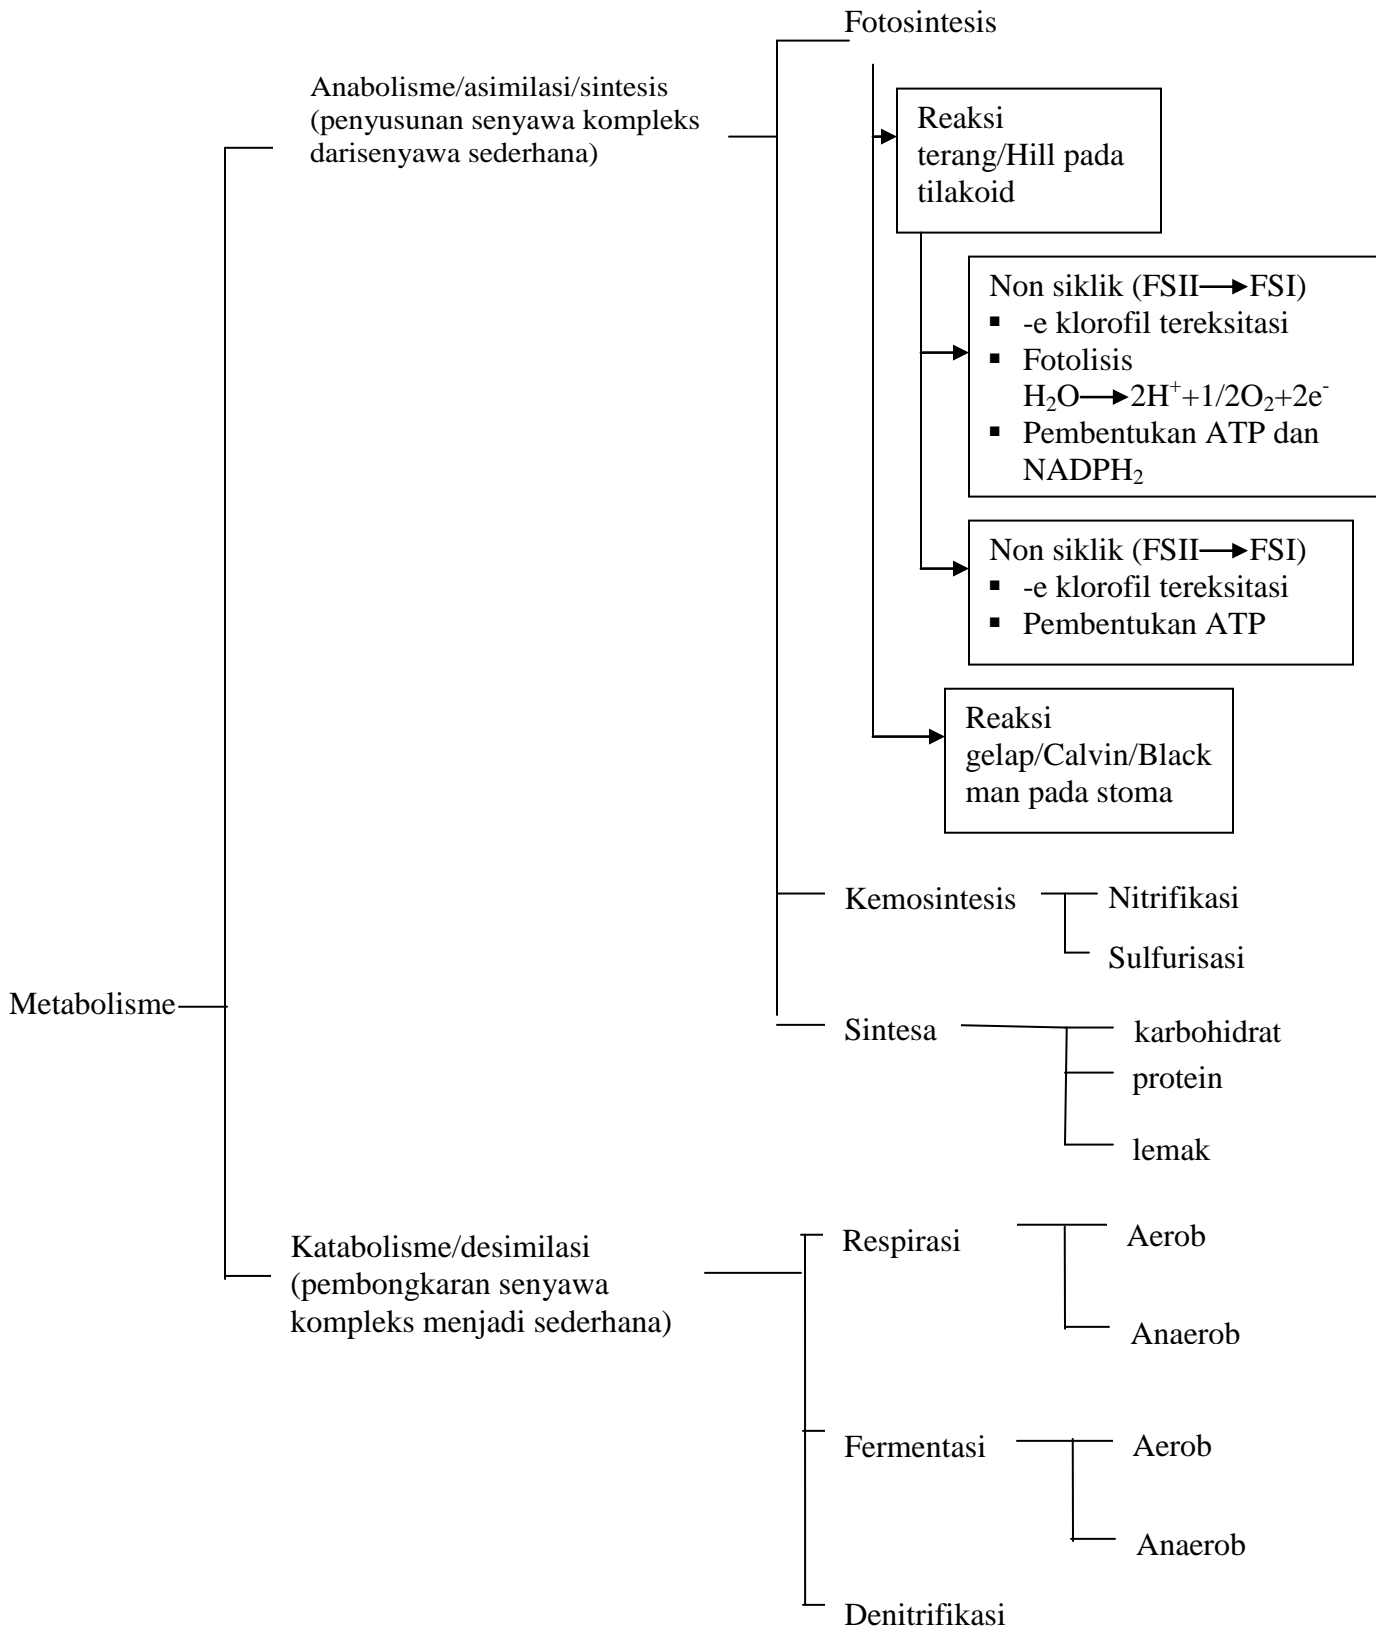 Fotosintesis
Anabolisme/asimilasi/sintesis
(penyusunan senyawa kompleks
darisenyawa sederhana)
Reaksi
terang/Hill pada
tilakoid
Non siklik (FSII→FSI)
▪ -e klorofil tereksitasi
▪ Fotolisis
H₂O→2H⁺+1/2O₂+2e⁻
▪ Pembentukan ATP dan
NADPH₂
Non siklik (FSII→FSI)
▪ -e klorofil tereksitasi
▪ Pembentukan ATP
Reaksi
gelap/Calvin/Black
man pada stoma
Kemosintesis
Nitrifikasi
Sulfurisasi
Metabolisme
Sintesa
karbohidrat
protein
lemak
Katabolisme/desimilasi
(pembongkaran senyawa
kompleks menjadi sederhana)
Respirasi
Aerob
Anaerob
Fermentasi
Aerob
Anaerob
Denitrifikasi